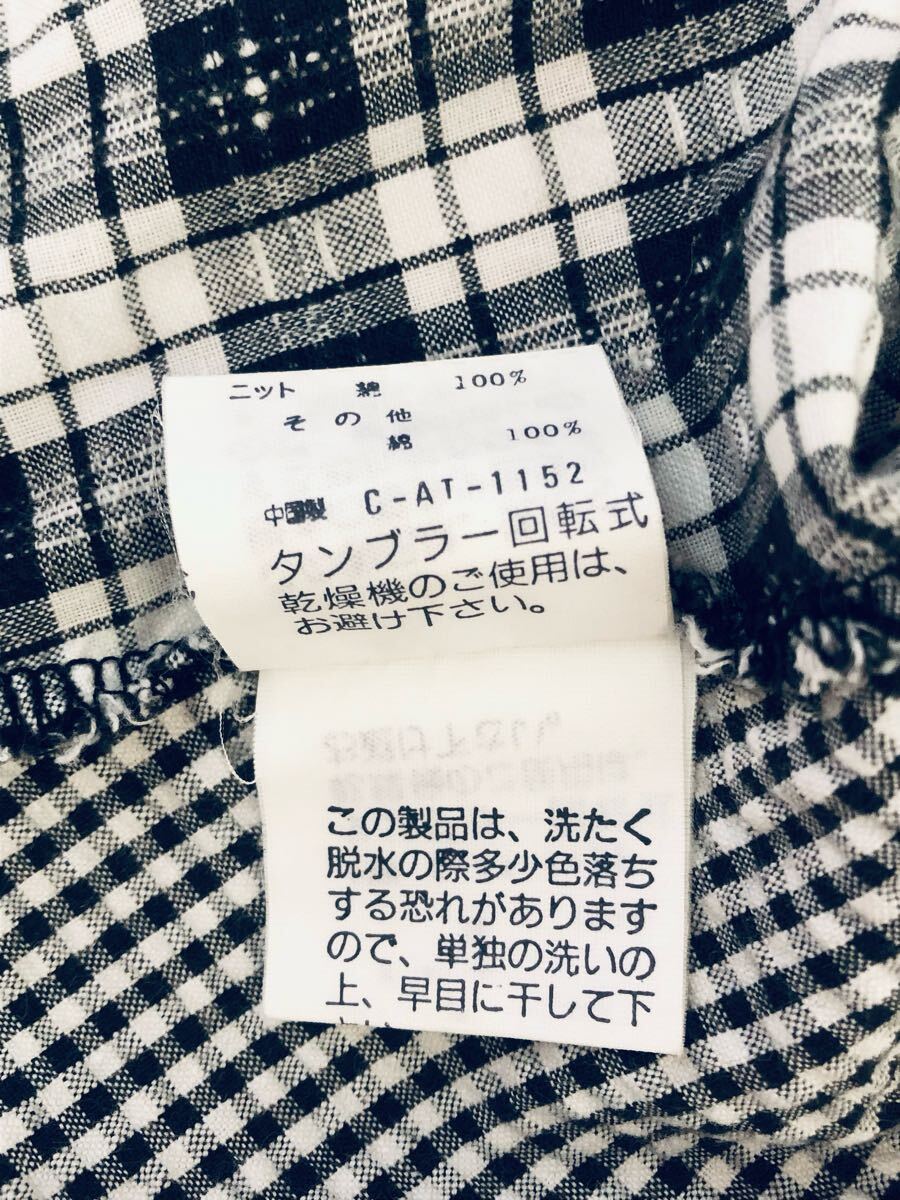 ニット 綿 100%
その他
綿 100%
中国製 C-AT-1152
タンブラー回転式
乾燥機のご使用は、
お避け下さい。
この製品は、洗たく
脱水の際多少色落ち
する恐れがあります
ので、単独の洗いの
上、早目に干して下